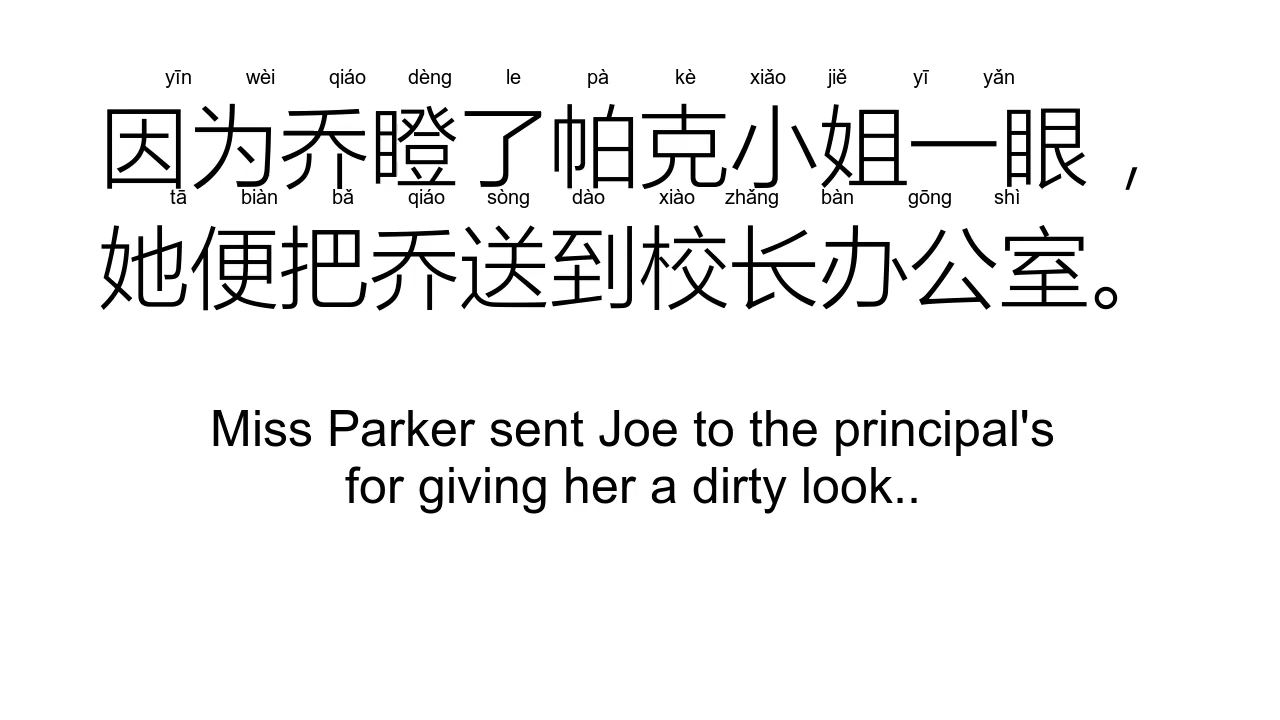 yīn wèi qiáo dèng le pà kè xiǎo jiě yī yǎn
因为乔瞪了帕克小姐一眼，
tā biàn bǎ qiáo sòng dào xiào zhǎng bàn gōng shì
她便把乔送到校长办公室。
Miss Parker sent Joe to the principal's
for giving her a dirty look..